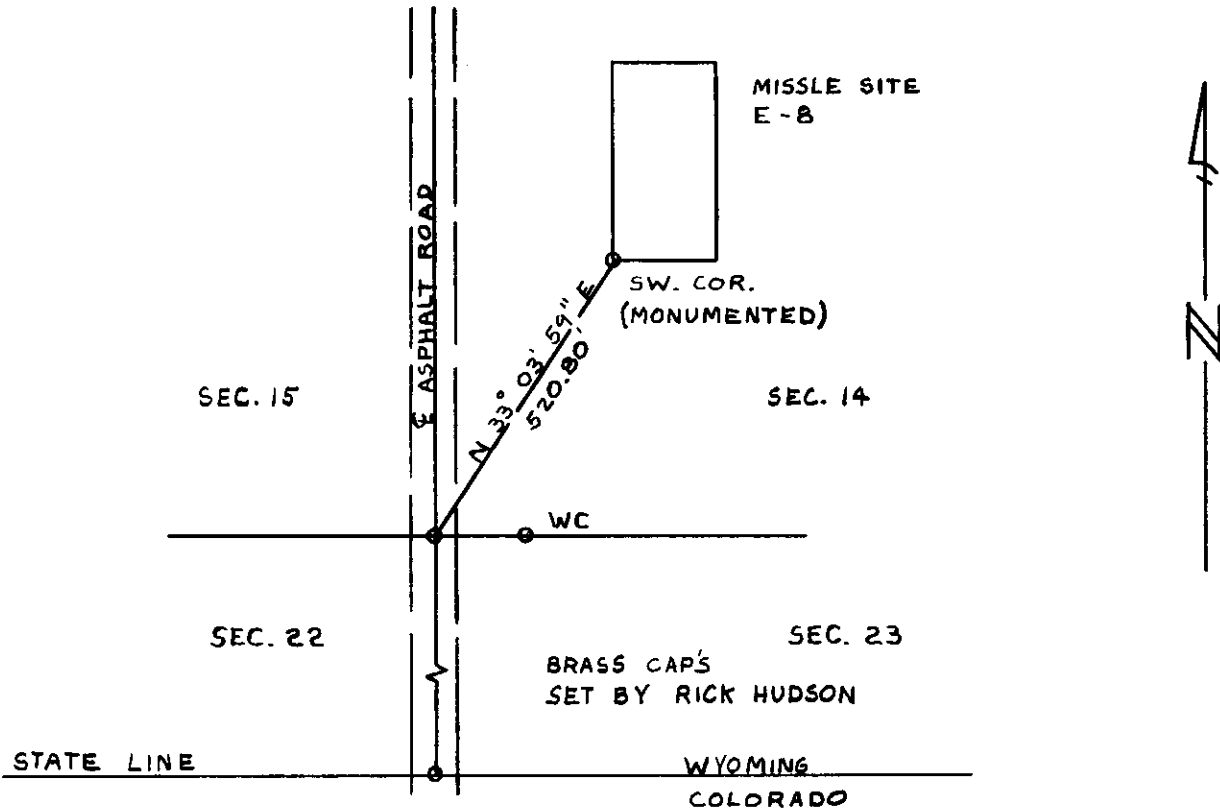 MISSLE SITE
E-8
℄ ASPHALT ROAD
SW. COR.
(MONUMENTED)
N 33° 03' 59" E
520.80'
SEC. 15
SEC. 14
WC
SEC. 22
SEC. 23
BRASS CAP'S
SET BY RICK HUDSON
STATE LINE
WYOMING
COLORADO
N